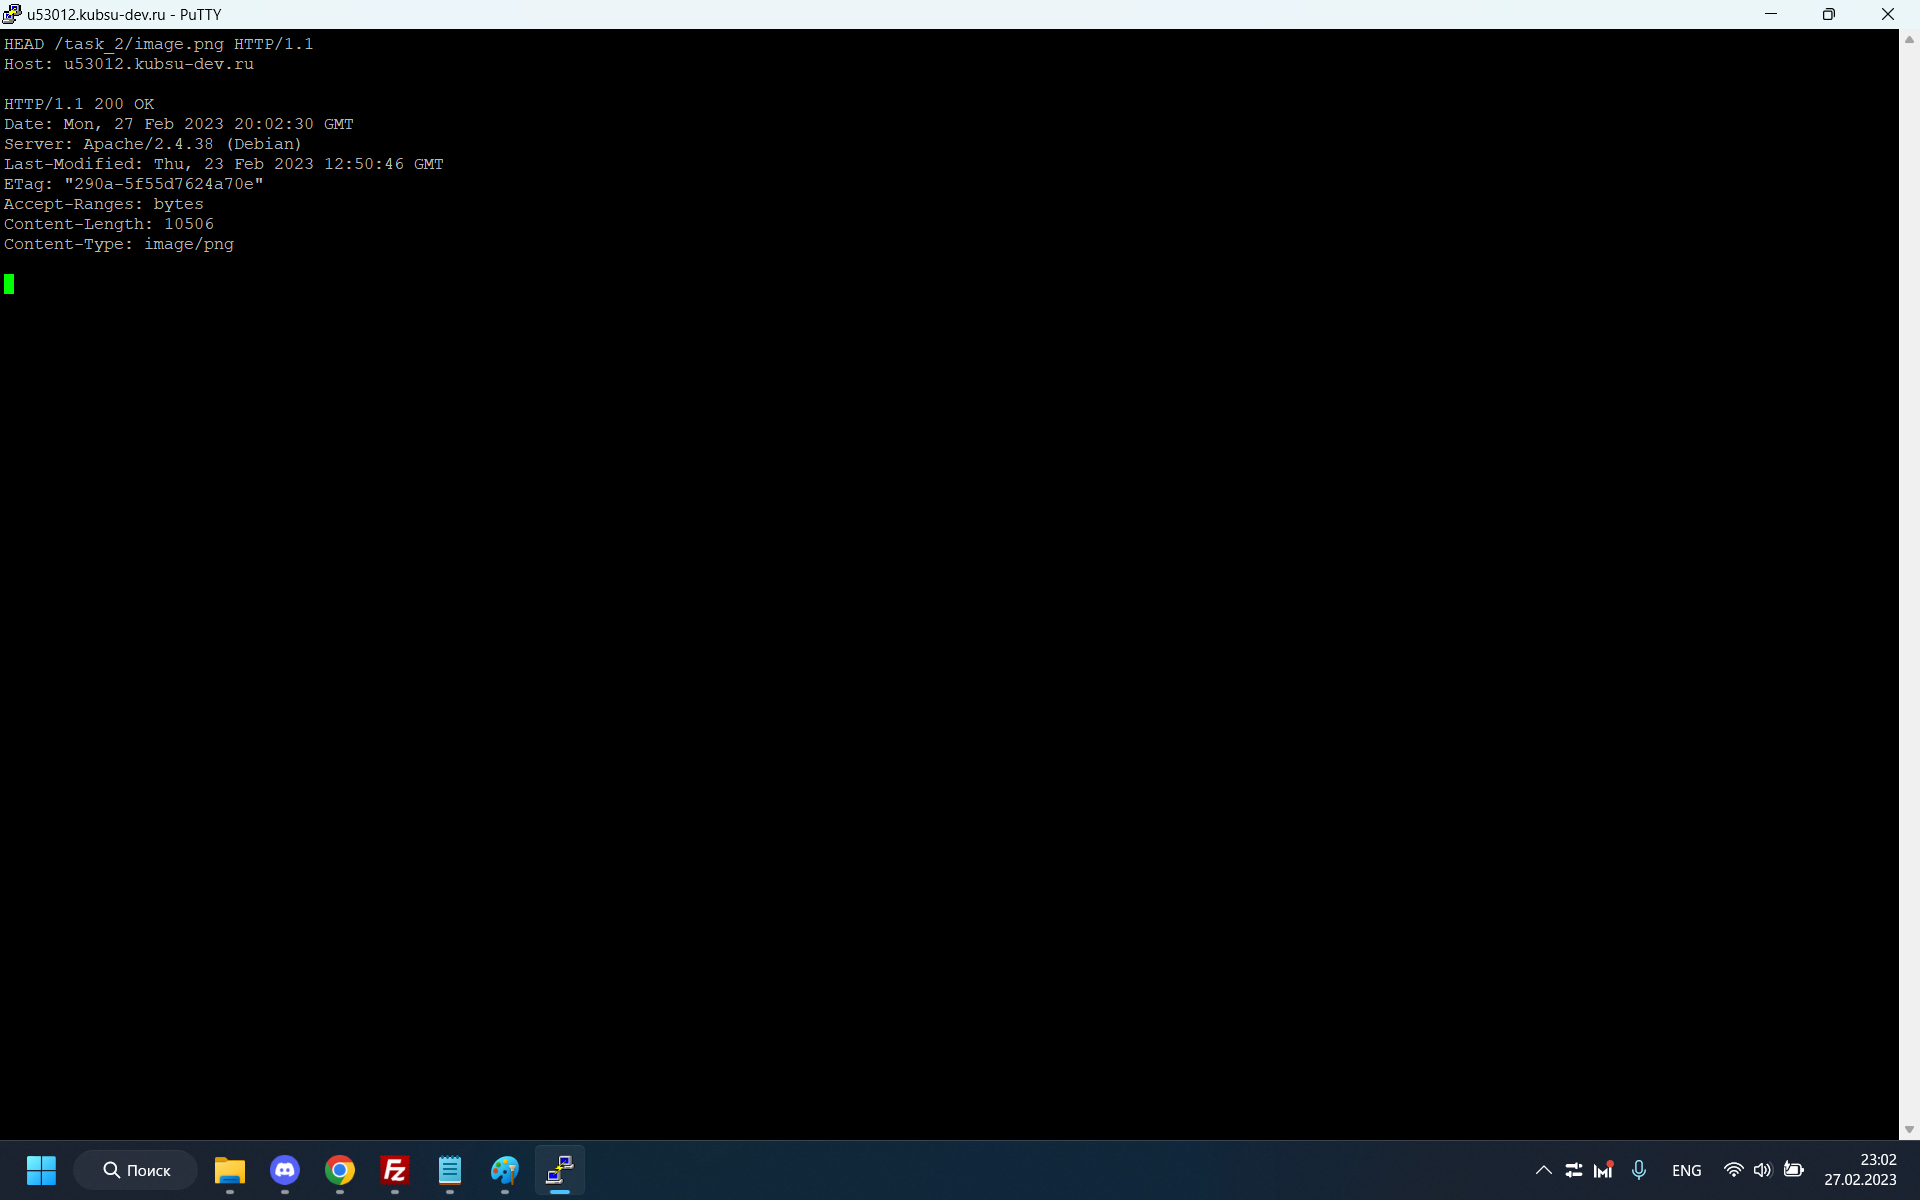 u53012.kubsu-dev.ru - PuTTY
HEAD /task_2/image.png HTTP/1.1
Host: u53012.kubsu-dev.ru
HTTP/1.1 200 OK
Date: Mon, 27 Feb 2023 20:02:30 GMT
Server: Apache/2.4.38 (Debian)
Last-Modified: Thu, 23 Feb 2023 12:50:46 GMT
ETag: "290a-5f55d7624a70e"
Accept-Ranges: bytes
Content-Length: 10506
Content-Type: image/png
Поиск
ENG
23:02
27.02.2023